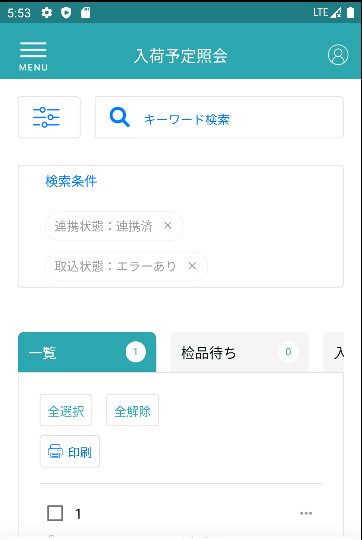 5:53 LTE
MENU
入荷予定照会
キーワード検索
検索条件
連携状態：連携済 ×
取込状態：エラーあり ×
一覧 1 検品待ち 0
全選択 全解除
印刷
1 •••